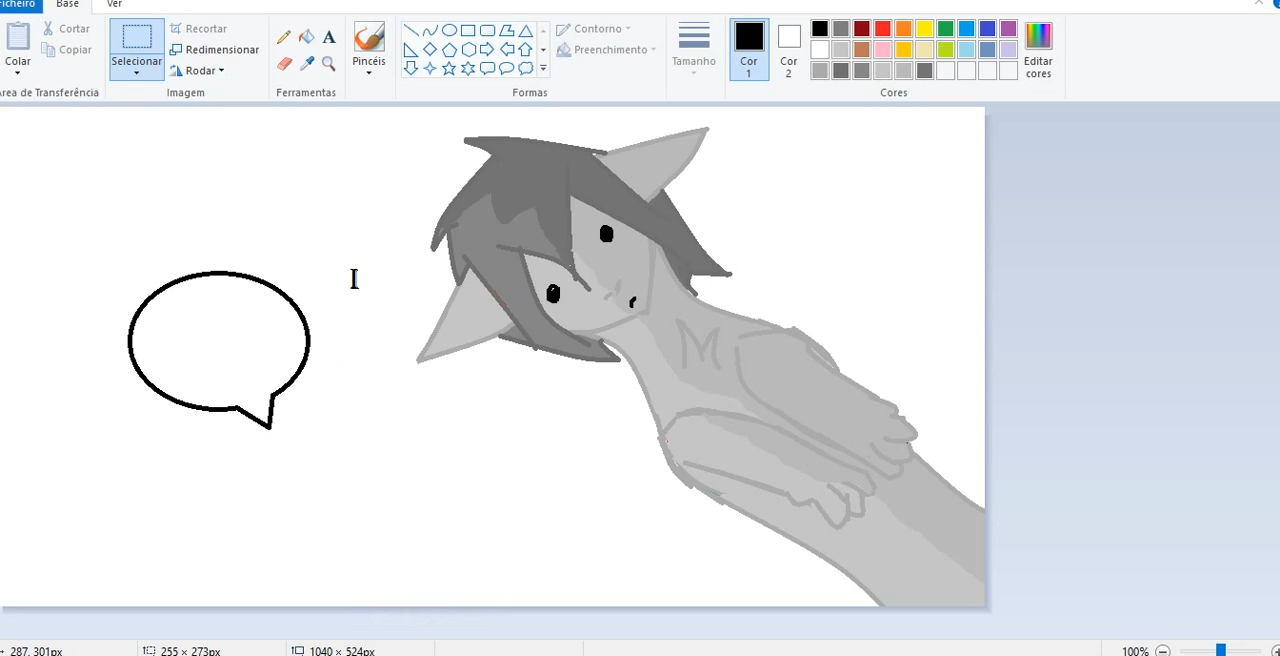 Ficheiro Base Ver
Colar
Cortar
Copiar
Área de Transferência
Selecionar
Recortar
Redimensionar
Rodar
Imagem
A
Ferramentas
Pincéis
Contorno
Preenchimento
Formas
Tamanho
Cor
1
Cor
2
Editar
cores
Cores
287, 301px
255 × 273px
1040 × 524px
100%